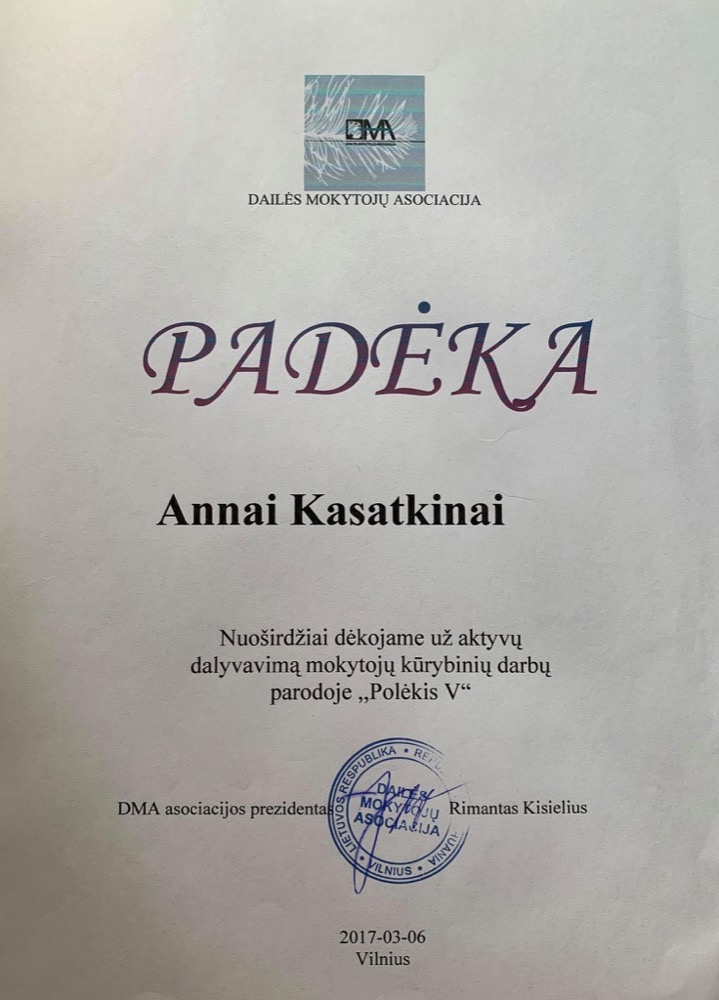 DMA
DAILĖS MOKYTOJŲ ASOCIACIJA
PADĖKA
Annai Kasatkinai
Nuoširdžiai dėkojame už aktyvų
dalyvavimą mokytojų kūrybinių darbų
parodoje „Polėkis V“
DMA asociacijos prezidentas Rimantas Kisielius
LIETUVOS RESPUBLIKA
VILNIUS
DAILĖS
MOKYTOJŲ
ASOCIACIJA
2017-03-06
Vilnius